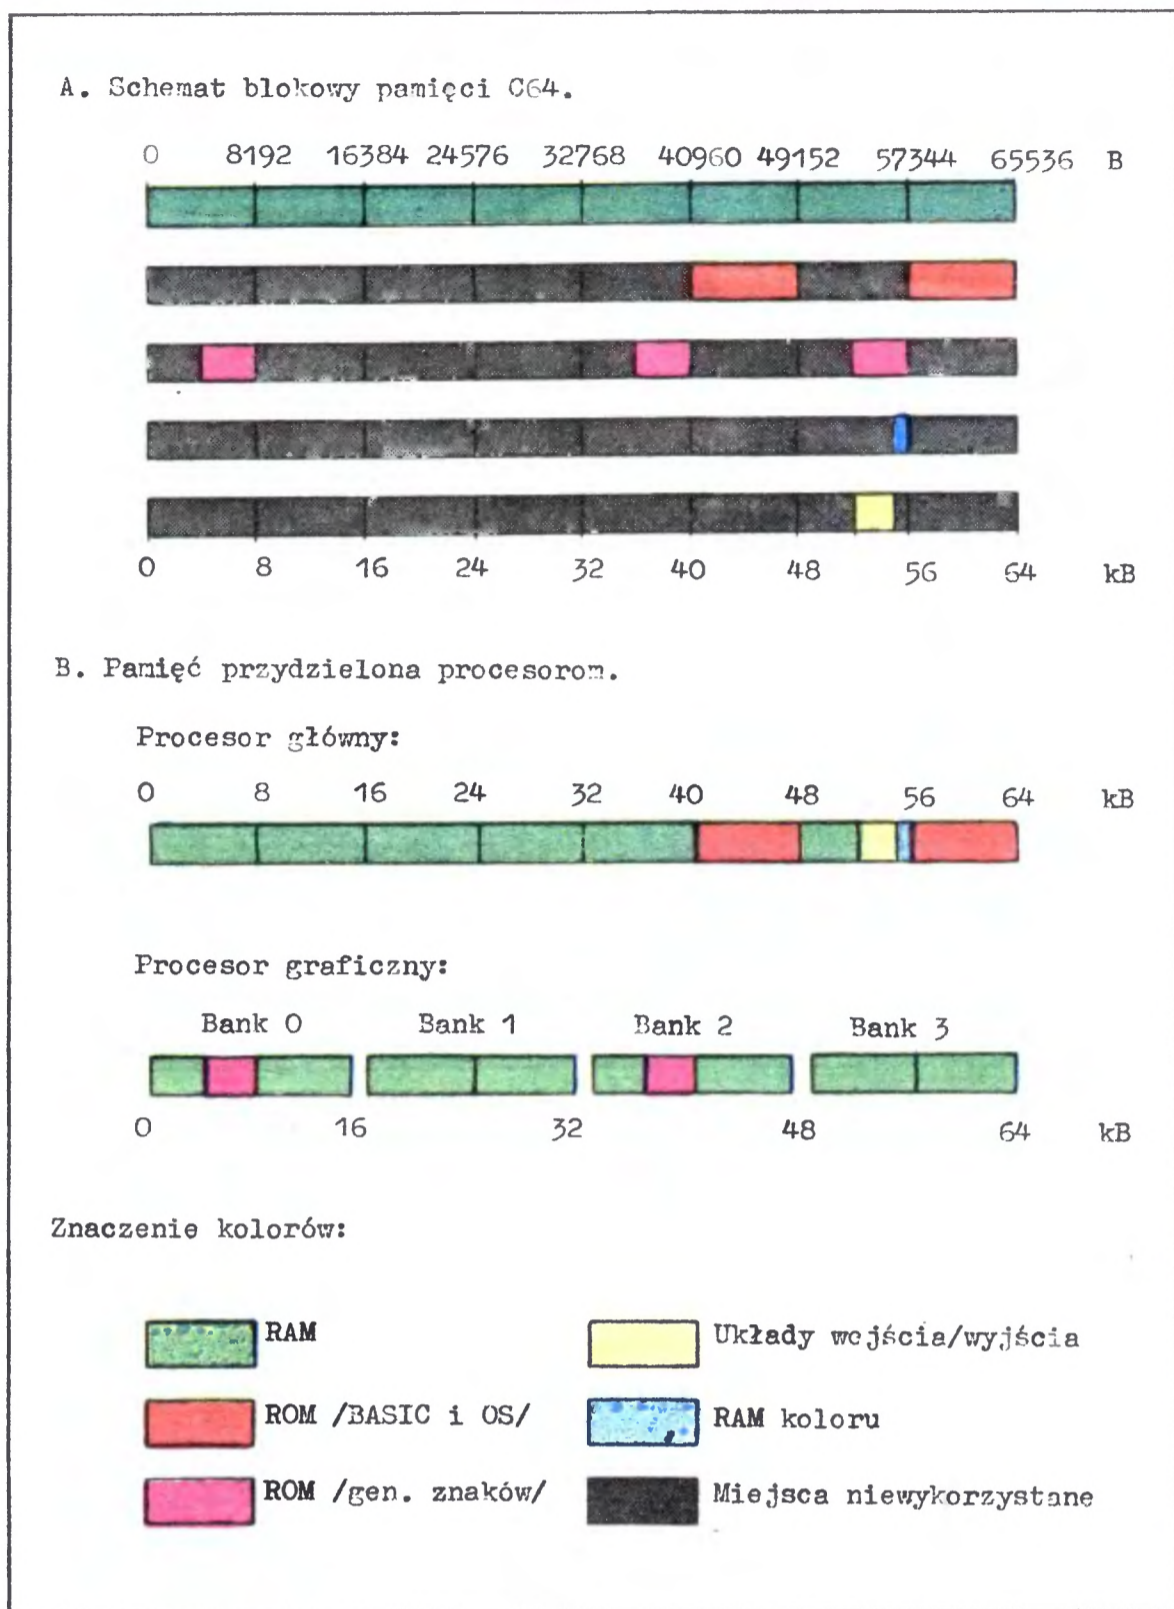 A. Schemat blokowy pamięci C64.
0 8192 16384 24576 32768 40960 49152 57344 65536 B
0 8 16 24 32 40 48 56 64 kB
B. Pamięć przydzielona procesorom.
Procesor główny:
0 8 16 24 32 40 48 56 64 kB
Procesor graficzny:
Bank 0 Bank 1 Bank 2 Bank 3
0 16 32 48 64 kB
Znaczenie kolorów:
RAM Układy wejścia/wyjścia
ROM /BASIC i OS/ RAM koloru
ROM /gen. znaków/ Miejsca niewykorzystane